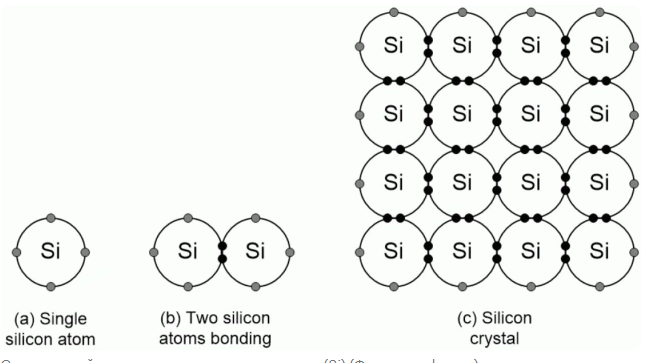 Si Si Si Si
Si Si Si Si
Si Si Si Si
Si Si Si Si Si Si Si
(a) Single
silicon atom
(b) Two silicon
atoms bonding
(c) Silicon
crystal
(Si)